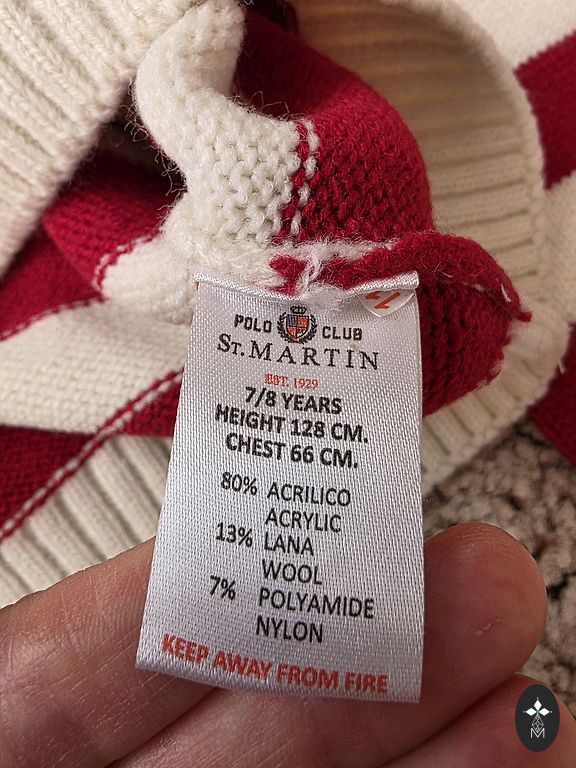 POLO CLUB
ST. MARTIN
EST. 1929
7/8 YEARS
HEIGHT 128 CM.
CHEST 66 CM.
80% ACRILICO
ACRYLIC
13% LANA
WOOL
7% POLYAMIDE
NYLON
KEEP AWAY FROM FIRE